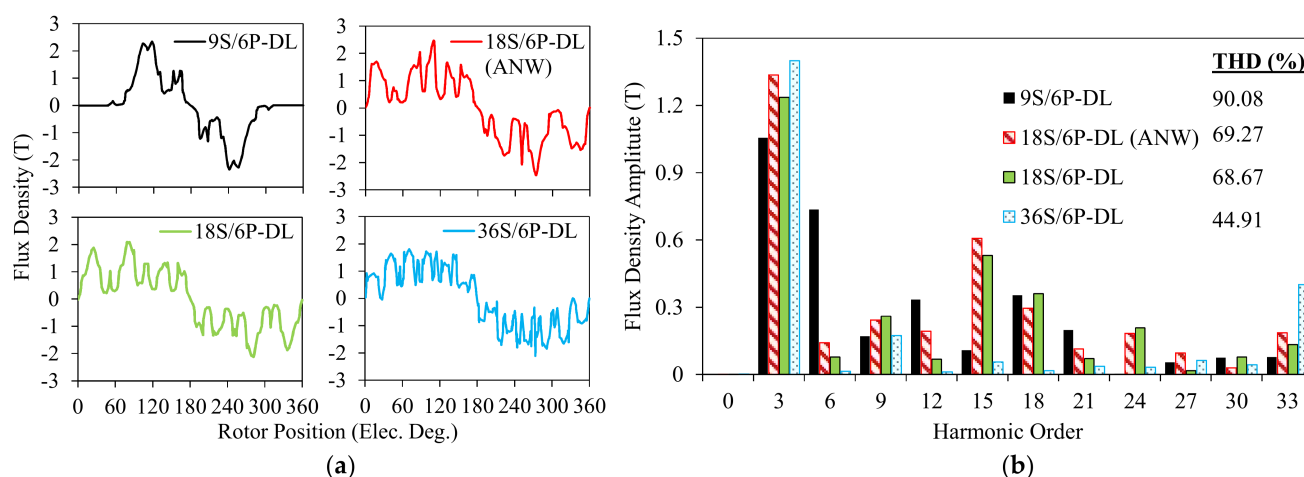 Flux Density (T)
3
2
1
0
-1
-2
-3
9S/6P-DL
3
2
1
0
-1
-2
-3
18S/6P-DL
(ANW)
3
2
1
0
-1
-2
-3
18S/6P-DL
0 60 120 180 240 300 360
3
2
1
0
-1
-2
-3
36S/6P-DL
0 60 120 180 240 300 360
Rotor Position (Elec. Deg.)
(a)
Flux Density Amplitude (T)
1.5
1.2
0.9
0.6
0.3
0
THD (%)
9S/6P-DL 90.08
18S/6P-DL (ANW) 69.27
18S/6P-DL 68.67
36S/6P-DL 44.91
0 3 6 9 12 15 18 21 24 27 30 33
Harmonic Order
(b)